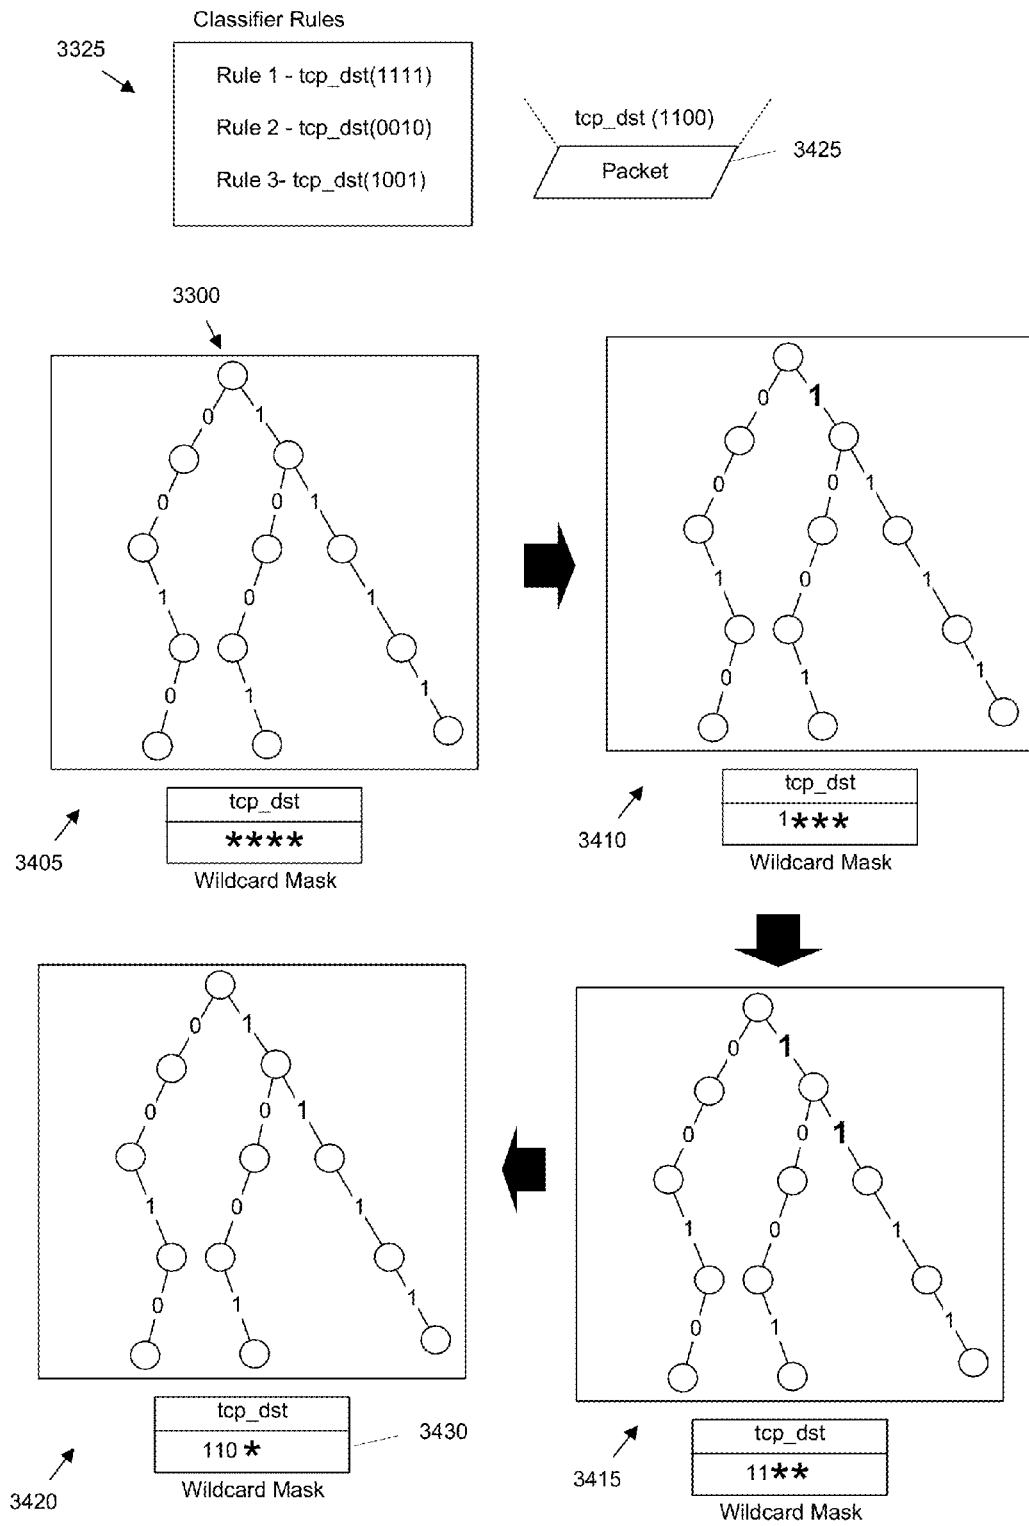 Classifier Rules
3325
Rule 1 - tcp_dst(1111)
Rule 2 - tcp_dst(0010)
Rule 3- tcp_dst(1001)
tcp_dst (1100)
Packet
3425
3300
0 1
0 0 1
1 0 1
0 1 1
tcp_dst
****
Wildcard Mask
3405
0 1
0 0 1
1 0 1
0 1 1
tcp_dst
1***
Wildcard Mask
3410
0 1
0 0 1
1 0 1
0 1 1
tcp_dst
11**
Wildcard Mask
3415
0 1
0 0 1
1 0 1
0 1 1
tcp_dst
110 *
Wildcard Mask
3430
3420